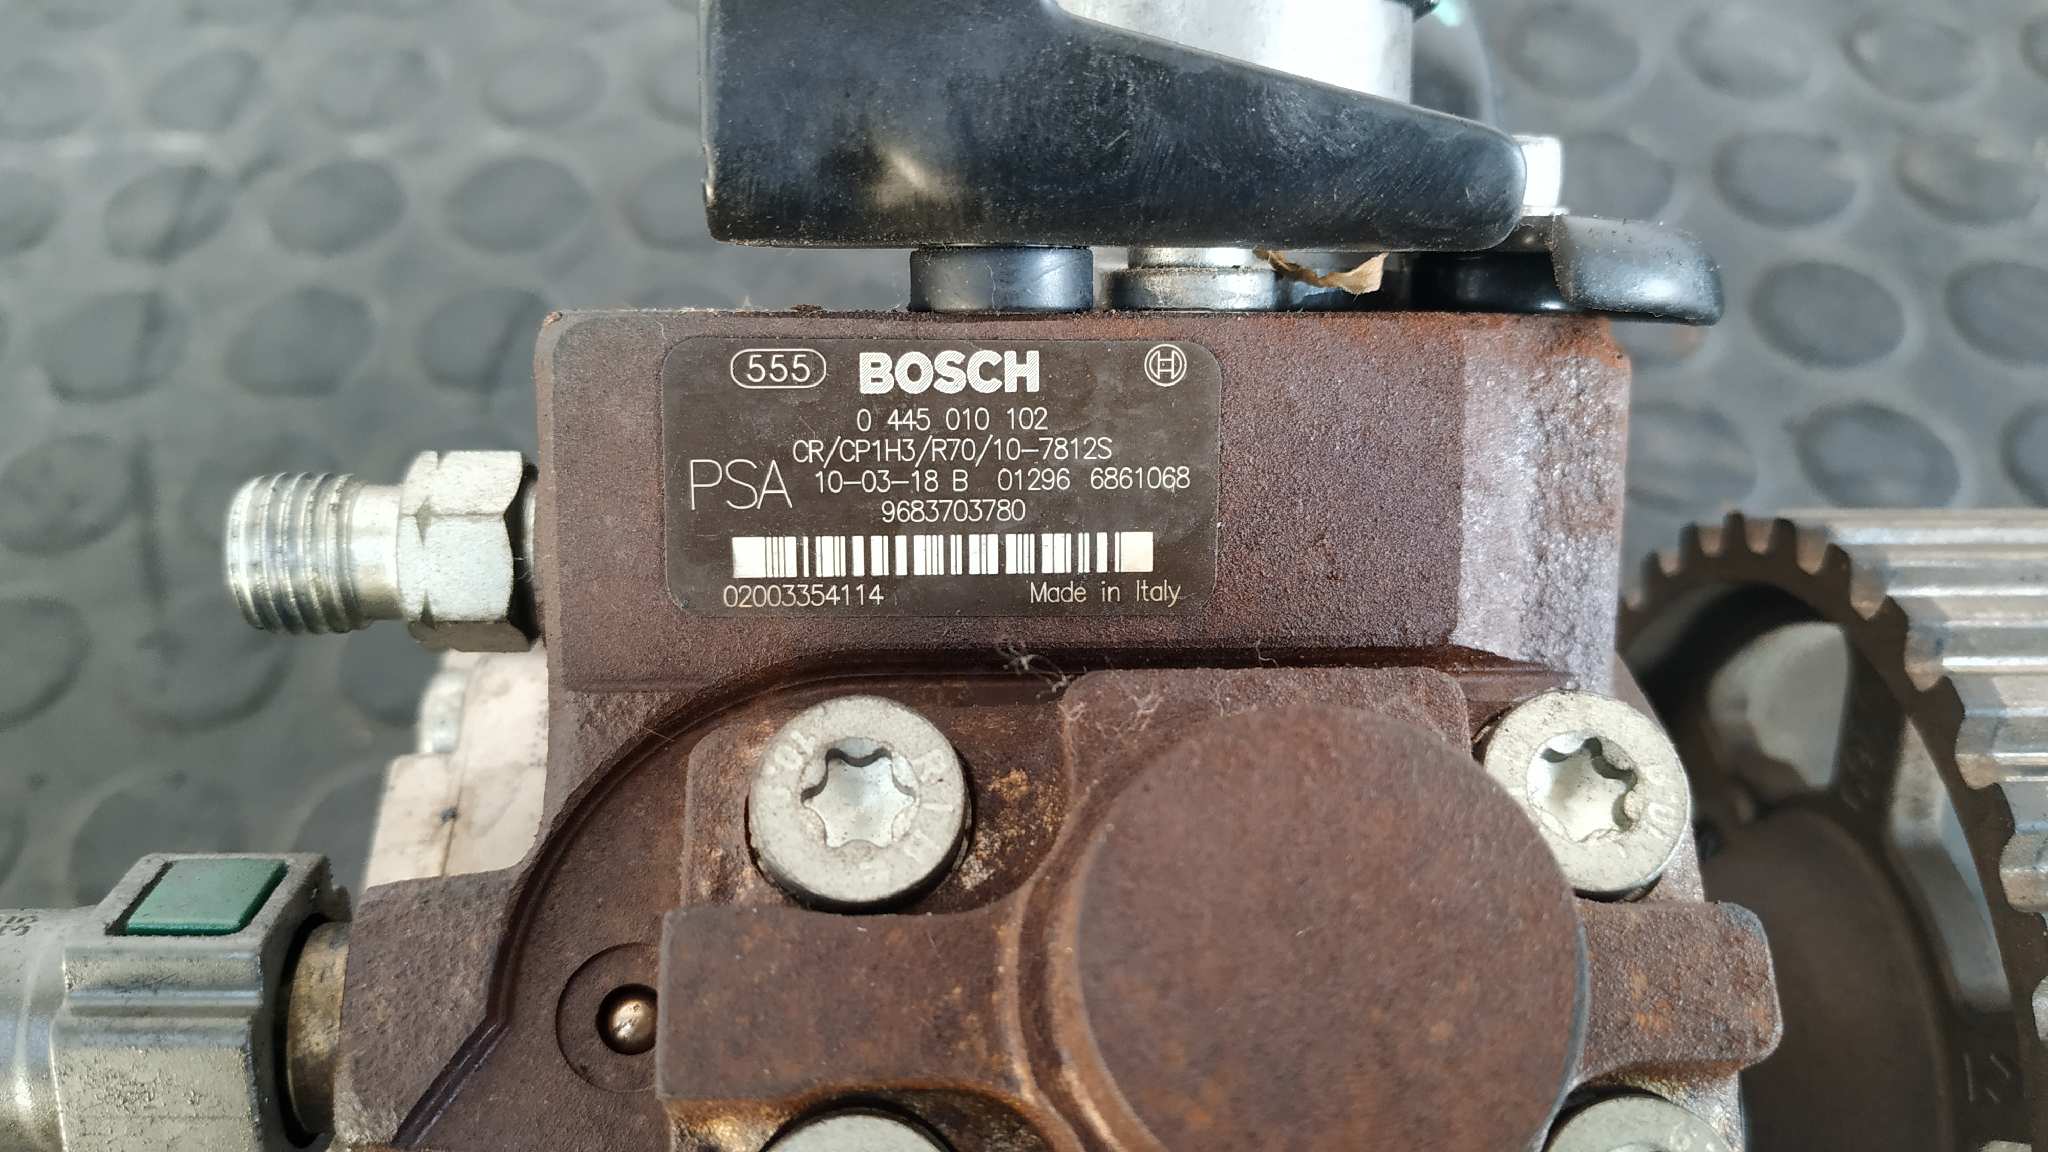 555 BOSCH
0 445 010 102
CR/CP1H3/R70/10-7812S
PSA 10-03-18 B 01296 6861068
9683703780
02003354114 Made in Italy